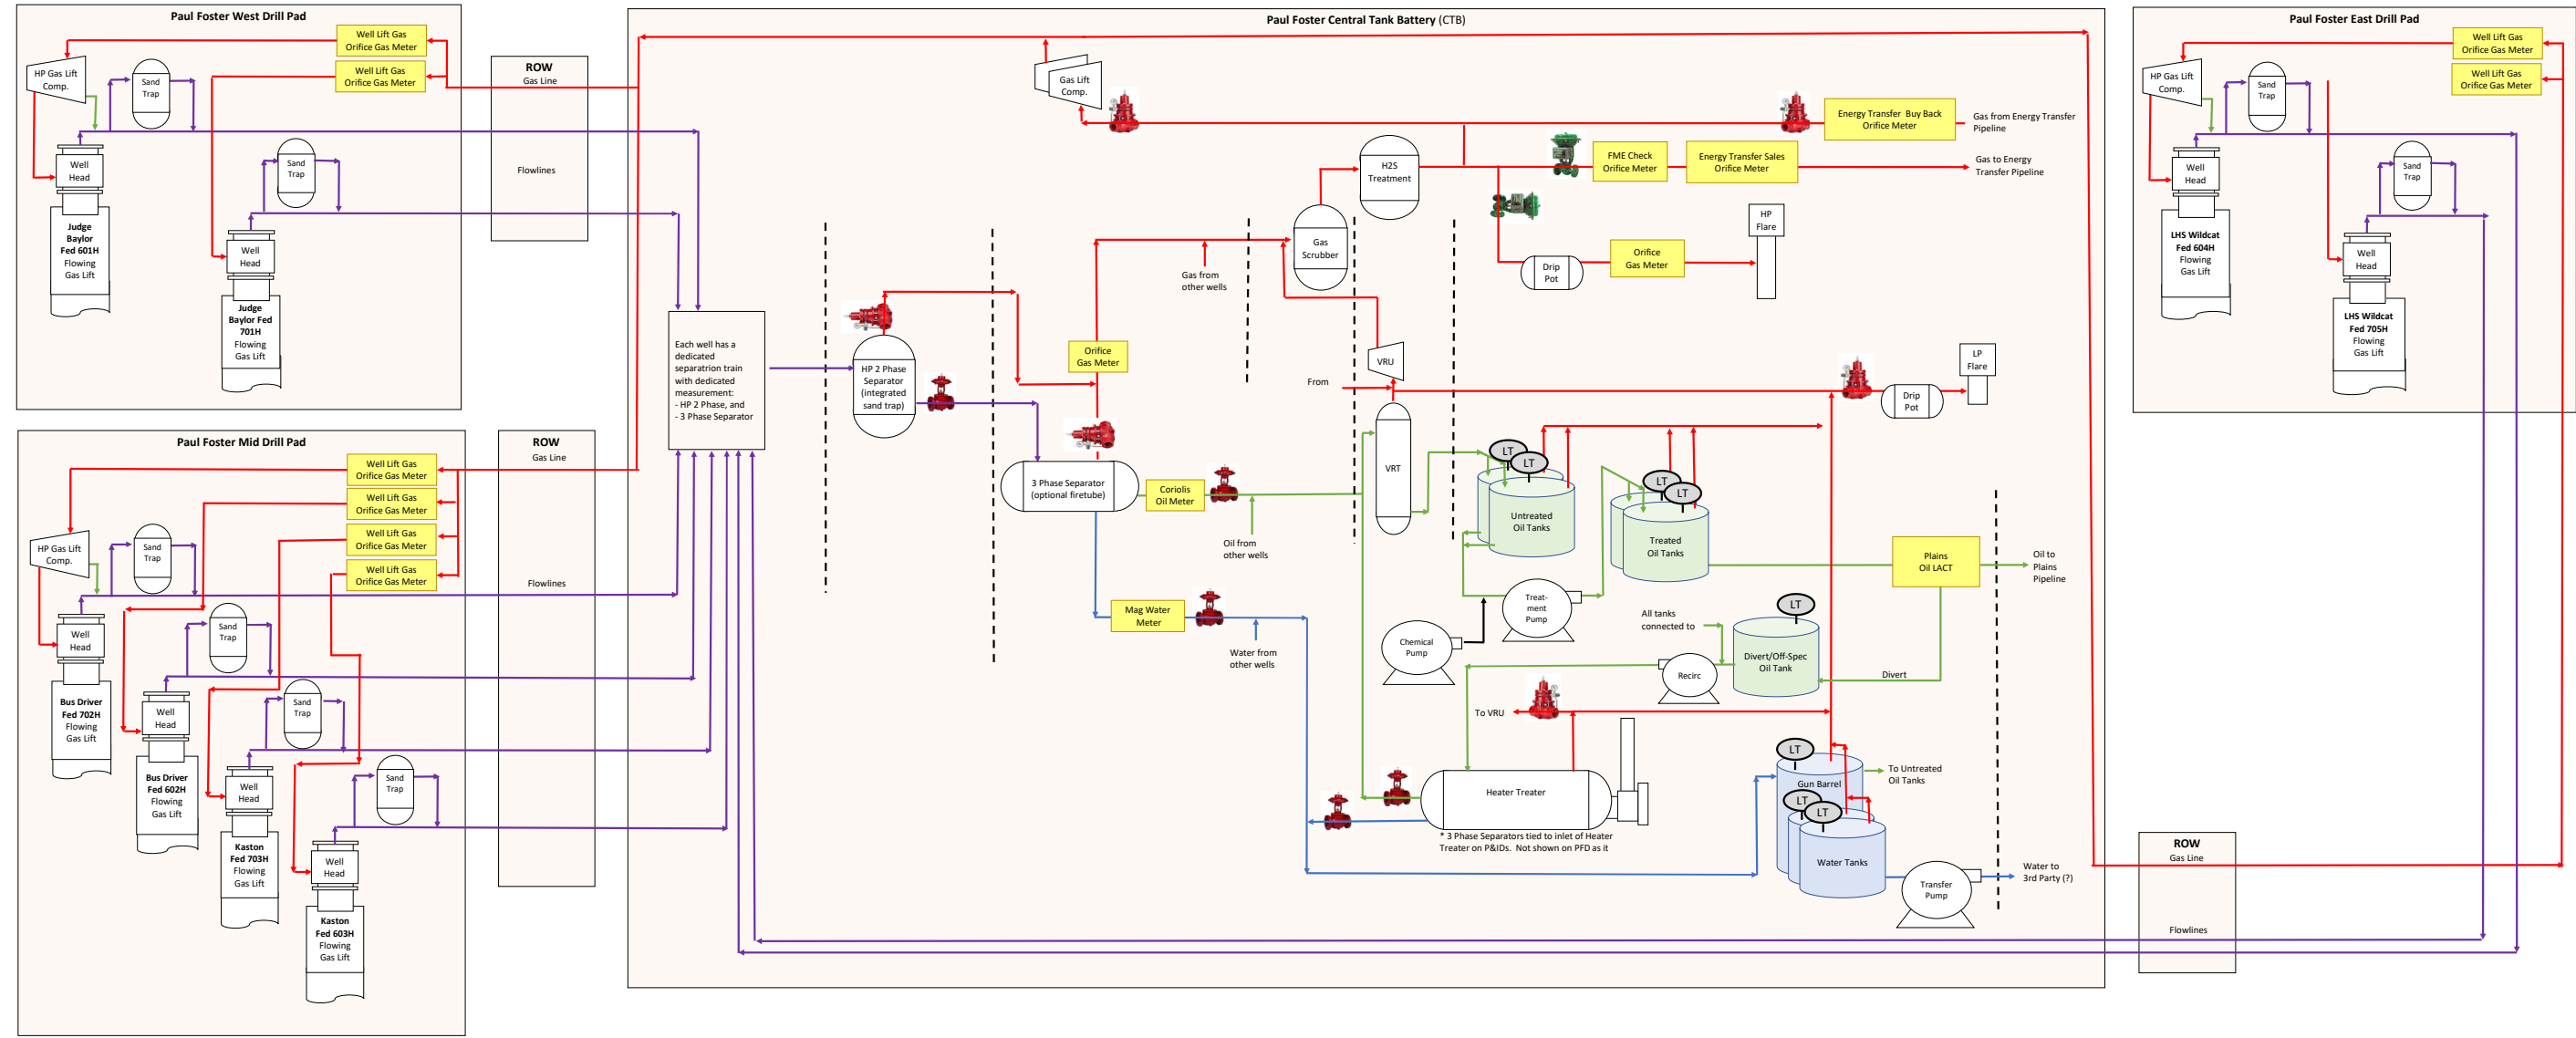 Paul Foster West Drill Pad
Well Lift Gas
Orifice Gas Meter
Well Lift Gas
Orifice Gas Meter
HP Gas Lift
Comp.
Sand
Trap
Sand
Trap
Well
Head
Judge
Baylor
Fed 601H
Flowing
Gas Lift
Well
Head
Judge
Baylor Fed
701H
Flowing
Gas Lift
ROW
Gas Line
Flowlines
Paul Foster Mid Drill Pad
Well Lift Gas
Orifice Gas Meter
Well Lift Gas
Orifice Gas Meter
Well Lift Gas
Orifice Gas Meter
Well Lift Gas
Orifice Gas Meter
HP Gas Lift
Comp.
Sand
Trap
Sand
Trap
Sand
Trap
Sand
Trap
Well
Head
Bus Driver
Fed 702H
Flowing
Gas Lift
Well
Head
Bus Driver
Fed 602H
Flowing
Gas Lift
Well
Head
Kaston
Fed 703H
Flowing
Gas Lift
Well
Head
Kaston
Fed 603H
Flowing
Gas Lift
ROW
Gas Line
Flowlines
Paul Foster Central Tank Battery (CTB)
Gas Lift
Comp.
Energy Transfer Buy Back
Orifice Meter
Gas from Energy Transfer
Pipeline
H2S
Treatment
FME Check
Orifice Meter
Energy Transfer Sales
Orifice Meter
Gas to Energy
Transfer Pipeline
Gas
Scrubber
Gas from
other wells
Drip
Pot
Orifice
Gas Meter
HP
Flare
Each well has a
dedicated
separatrion train
with dedicated
measurement:
- HP 2 Phase, and
- 3 Phase Separator
HP 2 Phase
Separator
(integrated
sand trap)
Orifice
Gas Meter
From
VRU
LP
Flare
Drip
Pot
3 Phase Separator
(optional firetube)
Coriolis
Oil Meter
Oil from
other wells
VRT
LT
LT
Untreated
Oil Tanks
LT
LT
Treated
Oil Tanks
Plains
Oil LACT
Oil to
Plains
Pipeline
Mag Water
Meter
Water from
other wells
Treat-
ment
Pump
Chemical
Pump
All tanks
connected to
LT
Divert/Off-Spec
Oil Tank
Divert
Recirc
To VRU
Heater Treater
* 3 Phase Separators tied to inlet of Heater
Treater on P&IDs. Not shown on PFD as it
LT
Gun Barrel
To Untreated
Oil Tanks
LT
LT
Water Tanks
Transfer
Pump
Water to
3rd Party (?)
Paul Foster East Drill Pad
Well Lift Gas
Orifice Gas Meter
Well Lift Gas
Orifice Gas Meter
HP Gas Lift
Comp.
Sand
Trap
Sand
Trap
Well
Head
LHS Wildcat
Fed 604H
Flowing
Gas Lift
Well
Head
LHS Wildcat
Fed 705H
Flowing
Gas Lift
ROW
Gas Line
Flowlines